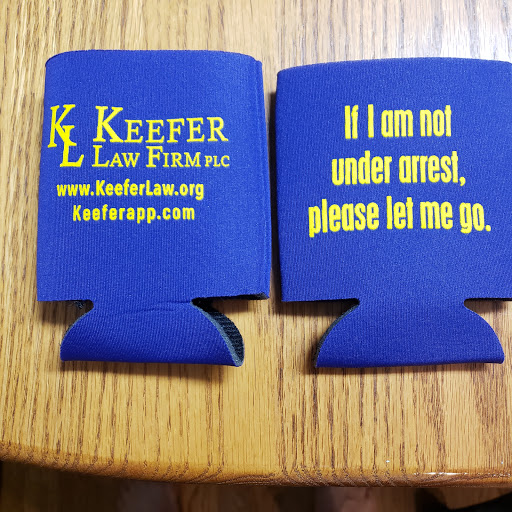 KL KEEFER
LAW FIRM PLC
www.KeeferLaw.org
Keeferapp.com
If I am not
under arrest,
please let me go.